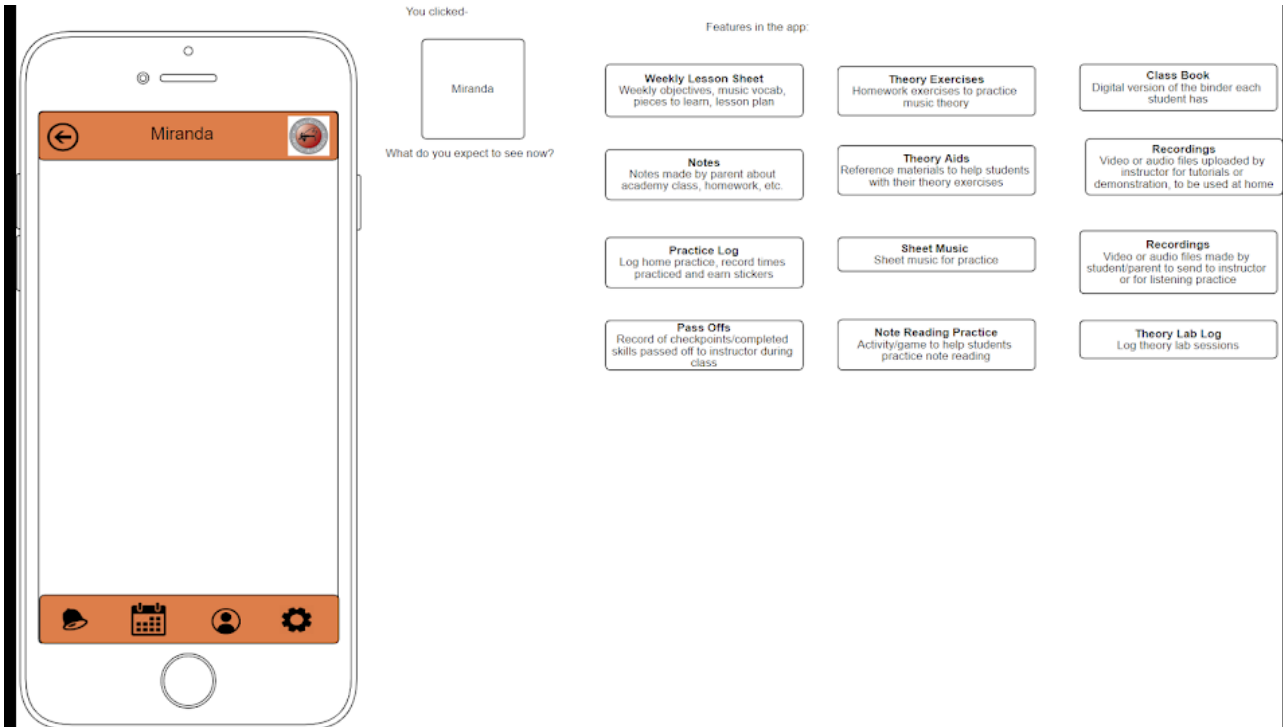 You clicked-
Miranda
What do you expect to see now?
Miranda
Features in the app:
Weekly Lesson Sheet
Weekly objectives, music vocab,
pieces to learn, lesson plan
Theory Exercises
Homework exercises to practice
music theory
Class Book
Digital version of the binder each
student has
Notes
Notes made by parent about
academy class, homework, etc.
Theory Aids
Reference materials to help students
with their theory exercises
Recordings
Video or audio files uploaded by
instructor for tutorials or
demonstration, to be used at home
Practice Log
Log home practice, record times
practiced and earn stickers
Sheet Music
Sheet music for practice
Recordings
Video or audio files made by
student/parent to send to instructor
or for listening practice
Pass Offs
Record of checkpoints/completed
skills passed off to instructor during
class
Note Reading Practice
Activity/game to help students
practice note reading
Theory Lab Log
Log theory lab sessions